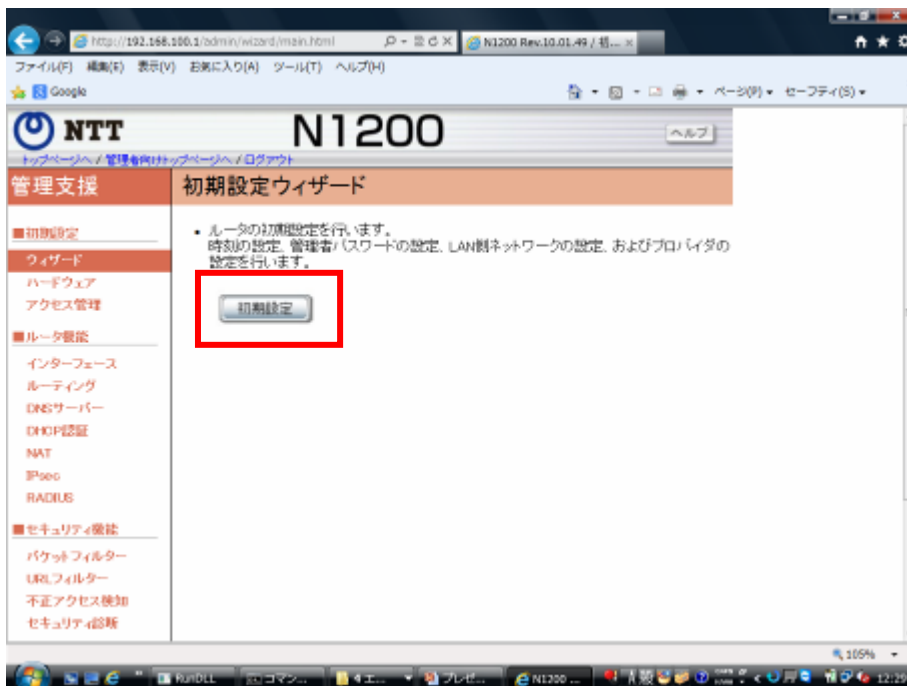 http://192.168.100.1/admin/wizard/main.html
N1200 Rev.10.01.49 / 初...
ファイル(F) 編集(E) 表示(V) お気に入り(A) ツール(T) ヘルプ(H)
Google
ページ(P) セーフティ(S)
NTT
N1200
ヘルプ
トップページへ / 管理者向けトップページへ / ログアウト
管理支援
初期設定ウィザード
■初期設定
ウィザード
ハードウェア
アクセス管理
■ルータ機能
インターフェース
ルーティング
DNSサーバー
DHCP認証
NAT
IPsec
RADIUS
■セキュリティ機能
パケットフィルター
URLフィルター
不正アクセス検知
セキュリティ診断
• ルータの初期設定を行います。
時刻の設定、管理者パスワードの設定、LAN側ネットワークの設定、およびプロバイダの
設定を行います。
初期設定
105%
RunDLL
コマン...
4 エ...
プレゼ...
N1200 ...
12:29